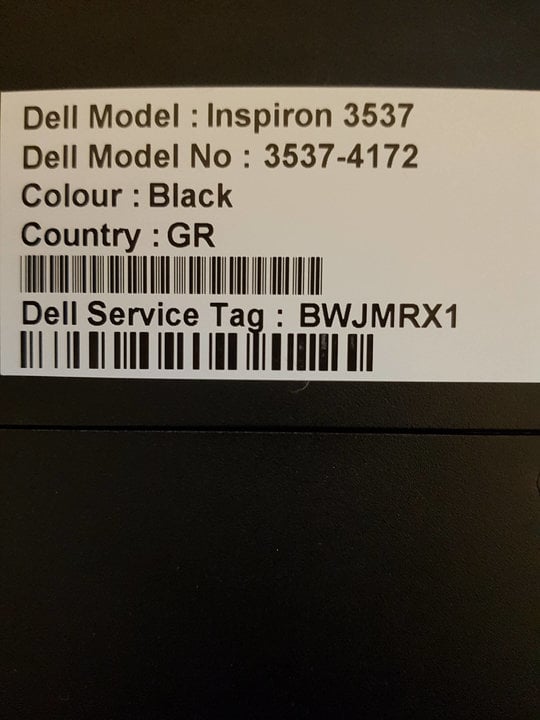 Dell Model : Inspiron 3537
Dell Model No : 3537-4172
Colour : Black
Country : GR
Dell Service Tag : BWJMRX1